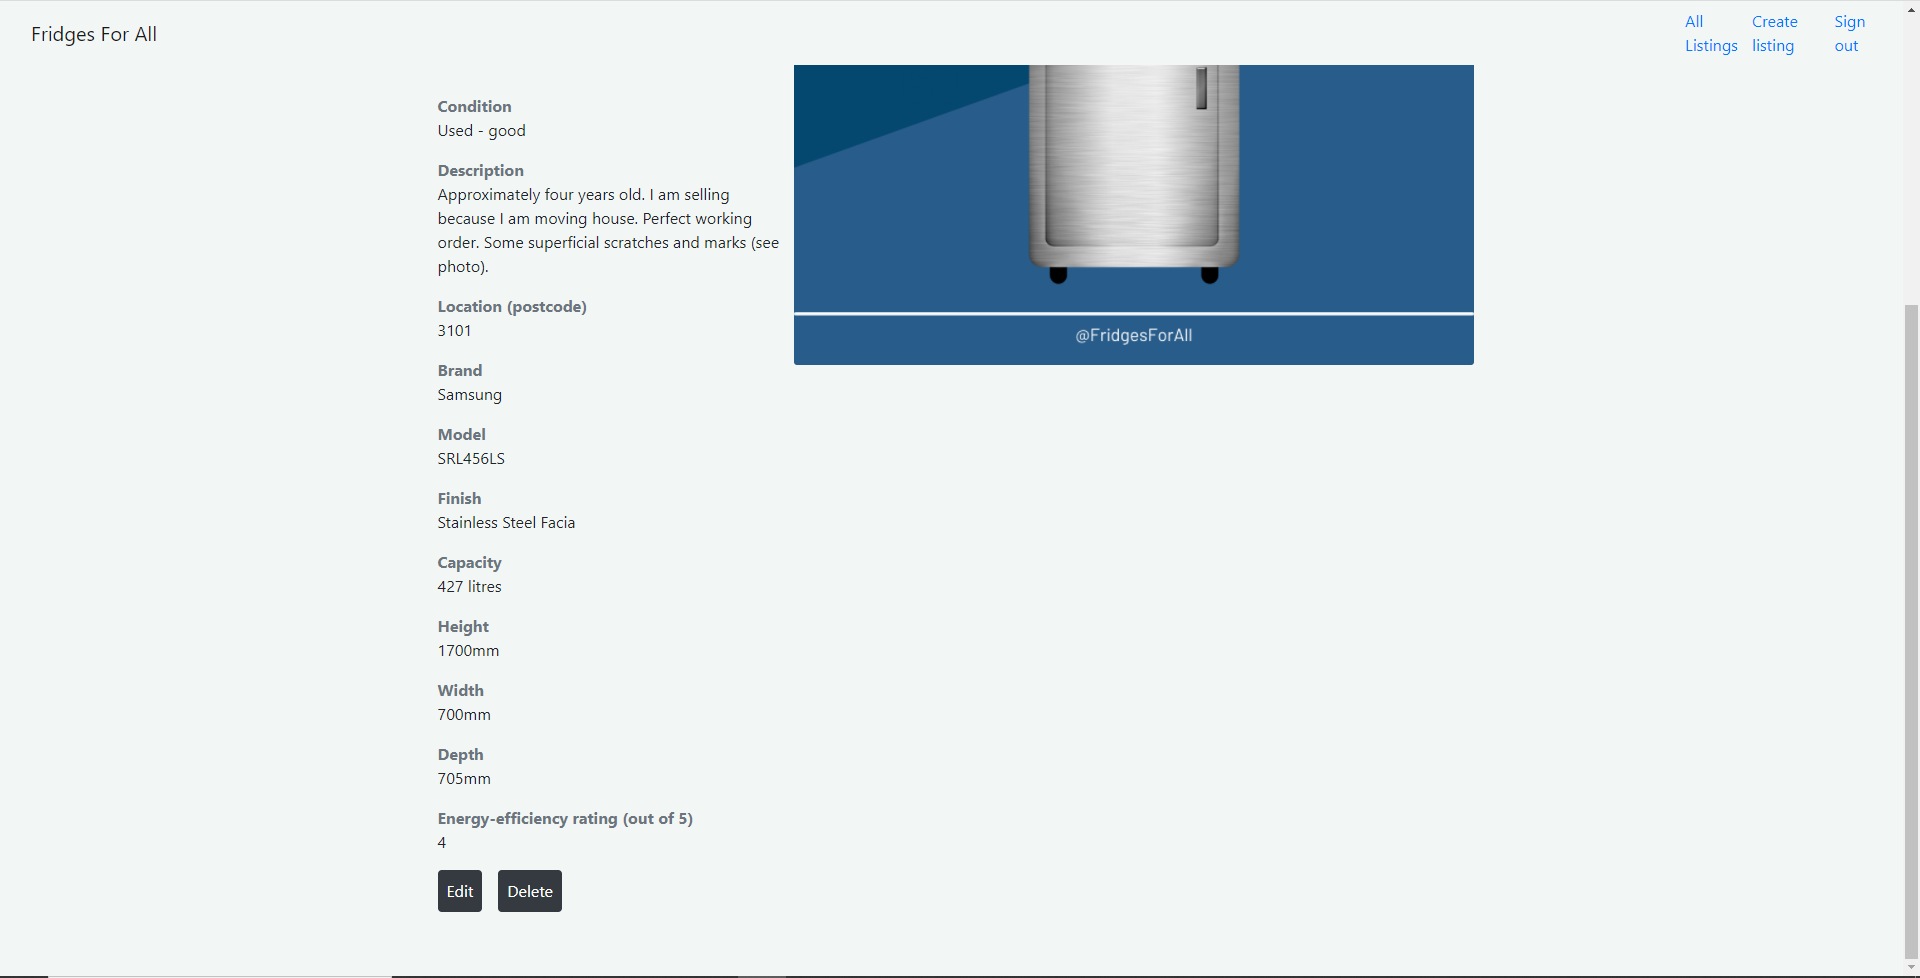 Fridges For All
All
Listings
Create
listing
Sign
out
Condition
Used - good
Description
Approximately four years old. I am selling
because I am moving house. Perfect working
order. Some superficial scratches and marks (see
photo).
Location (postcode)
3101
Brand
Samsung
Model
SRL456LS
Finish
Stainless Steel Facia
Capacity
427 litres
Height
1700mm
Width
700mm
Depth
705mm
Energy-efficiency rating (out of 5)
4
Edit
Delete
@FridgesForAll